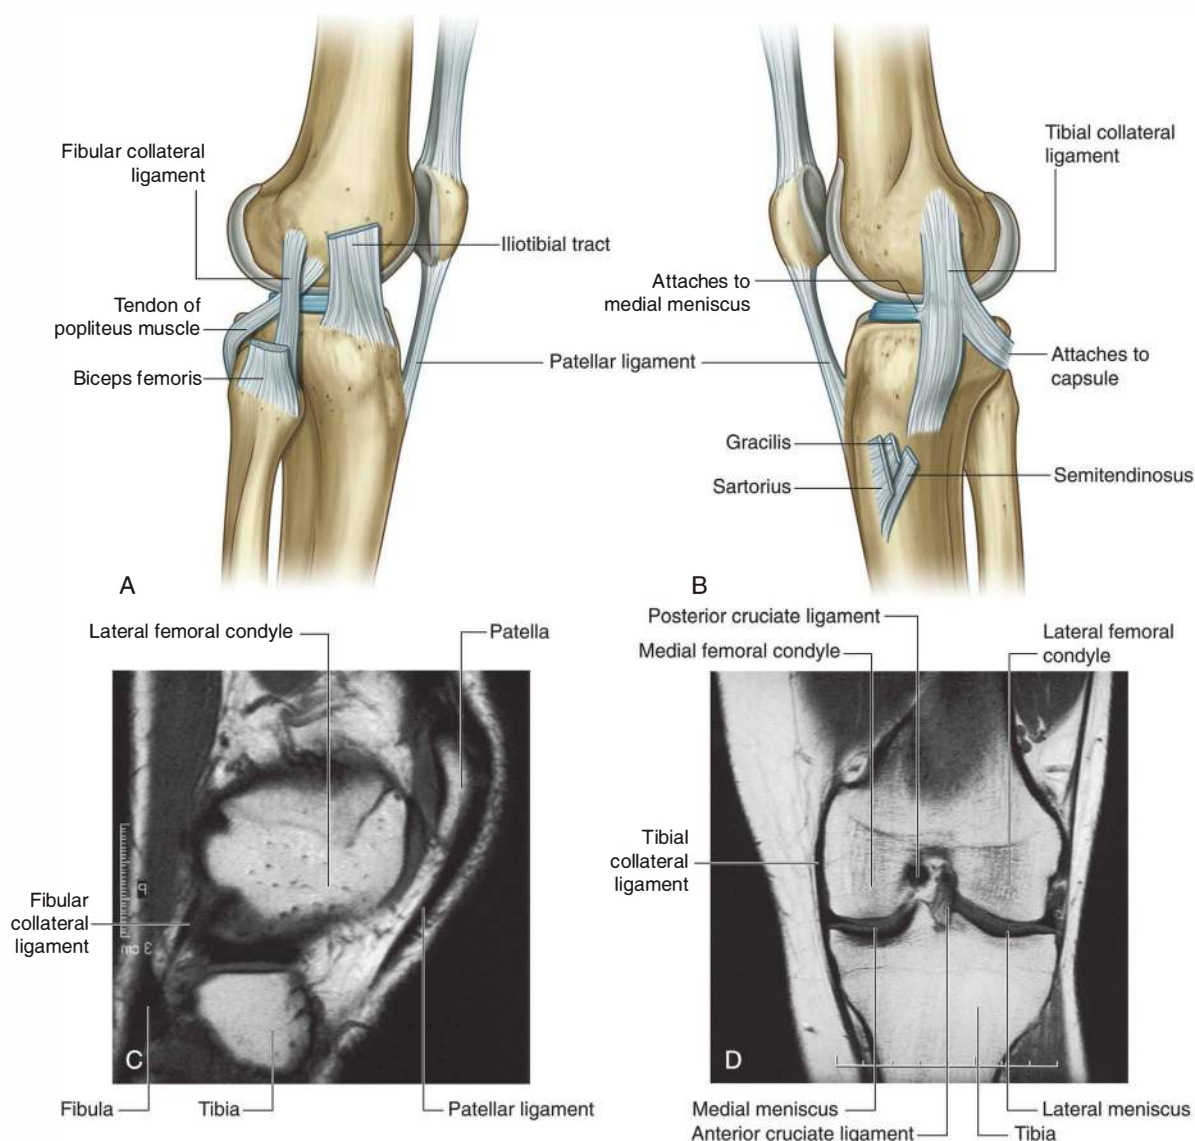 Fibular collateral
ligament
Iliotibial tract
Tendon of
popliteus muscle
Biceps femoris
Patellar ligament
Tibial collateral
ligament
Attaches to
medial meniscus
Attaches to
capsule
Gracilis
Sartorius
Semitendinosus
A
B
Lateral femoral condyle
Patella
Fibular
collateral
ligament
P
3 cm
C
Fibula
Tibia
Patellar ligament
Posterior cruciate ligament
Medial femoral condyle
Lateral femoral
condyle
Tibial
collateral
ligament
D
Medial meniscus
Anterior cruciate ligament
Lateral meniscus
Tibia